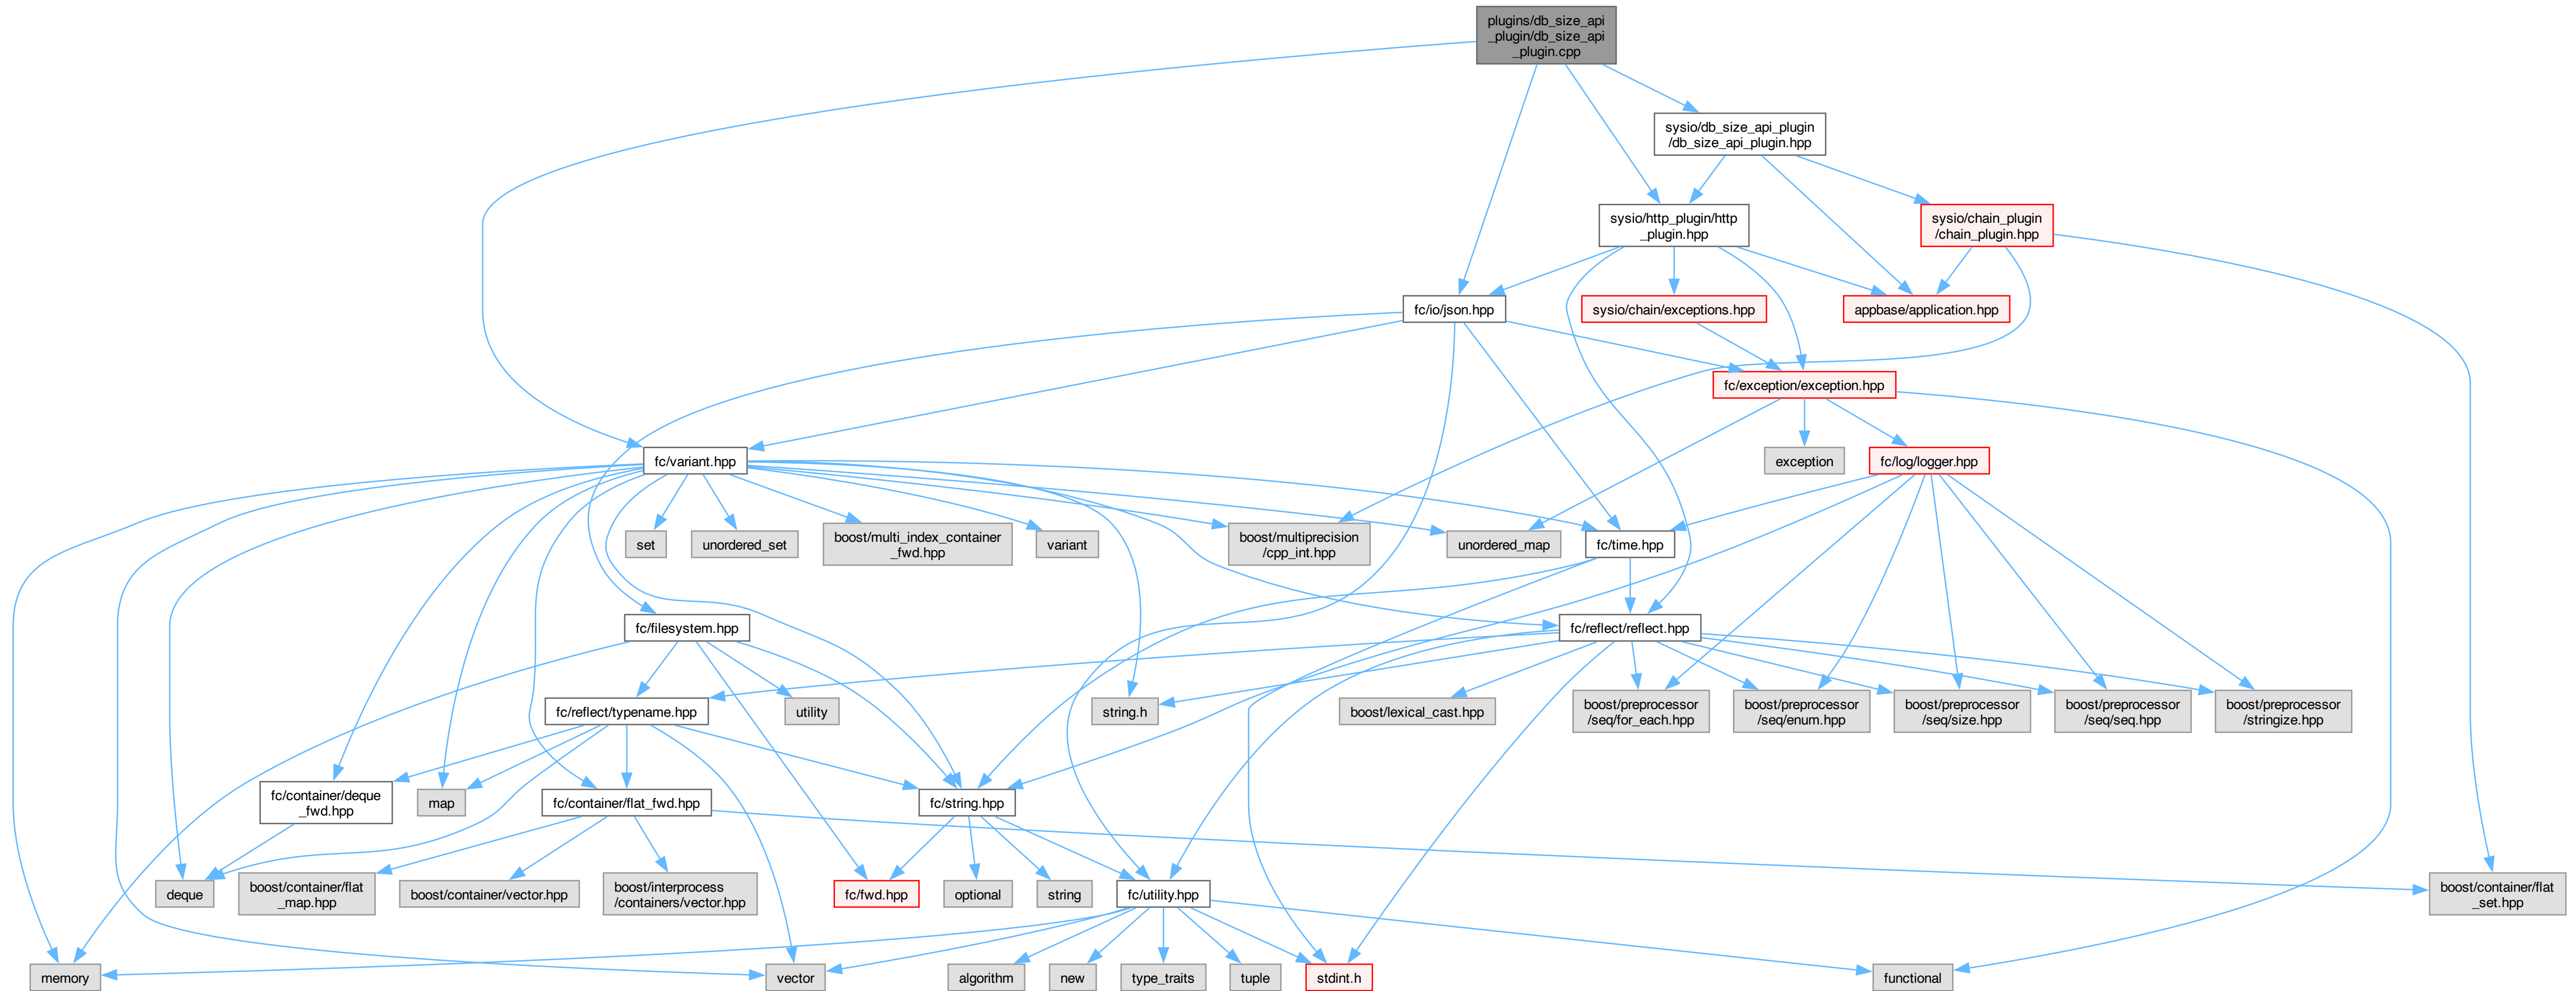 plugins/db_size_api
_plugin/db_size_api
_plugin.cpp
sysio/db_size_api_plugin
/db_size_api_plugin.hpp
sysio/http_plugin/http
_plugin.hpp
sysio/chain_plugin
/chain_plugin.hpp
fc/io/json.hpp
sysio/chain/exceptions.hpp
appbase/application.hpp
fc/exception/exception.hpp
fc/variant.hpp
exception
fc/log/logger.hpp
set
unordered_set
boost/multi_index_container
_fwd.hpp
variant
boost/multiprecision
/cpp_int.hpp
unordered_map
fc/time.hpp
fc/filesystem.hpp
fc/reflect/reflect.hpp
fc/reflect/typename.hpp
utility
string.h
boost/lexical_cast.hpp
boost/preprocessor
/seq/for_each.hpp
boost/preprocessor
/seq/enum.hpp
boost/preprocessor
/seq/size.hpp
boost/preprocessor
/seq/seq.hpp
boost/preprocessor
/stringize.hpp
fc/container/deque
_fwd.hpp
map
fc/container/flat_fwd.hpp
fc/string.hpp
deque
boost/container/flat
_map.hpp
boost/container/vector.hpp
boost/interprocess
/containers/vector.hpp
fc/fwd.hpp
optional
string
fc/utility.hpp
boost/container/flat
_set.hpp
memory
vector
algorithm
new
type_traits
tuple
stdint.h
functional